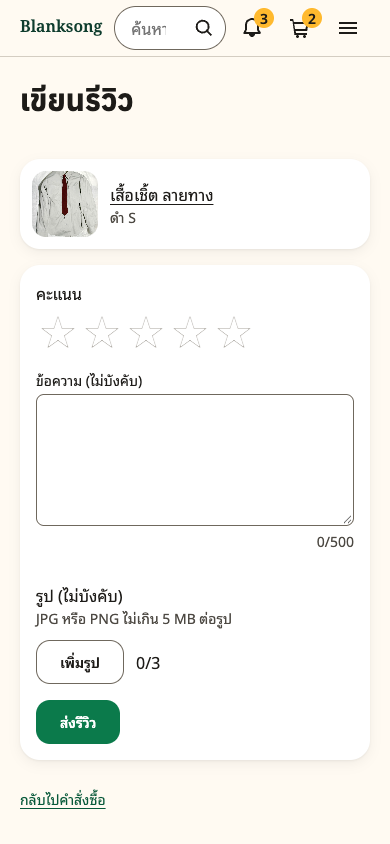 Blanksong
ค้นหา
3
2
เขียนรีวิว
เสื้อเชิ้ต ลายทาง
ดำ S
คะแนน
ข้อความ (ไม่บังคับ)
0/500
รูป (ไม่บังคับ)
JPG หรือ PNG ไม่เกิน 5 MB ต่อรูป
เพิ่มรูป
0/3
ส่งรีวิว
กลับไปคำสั่งซื้อ